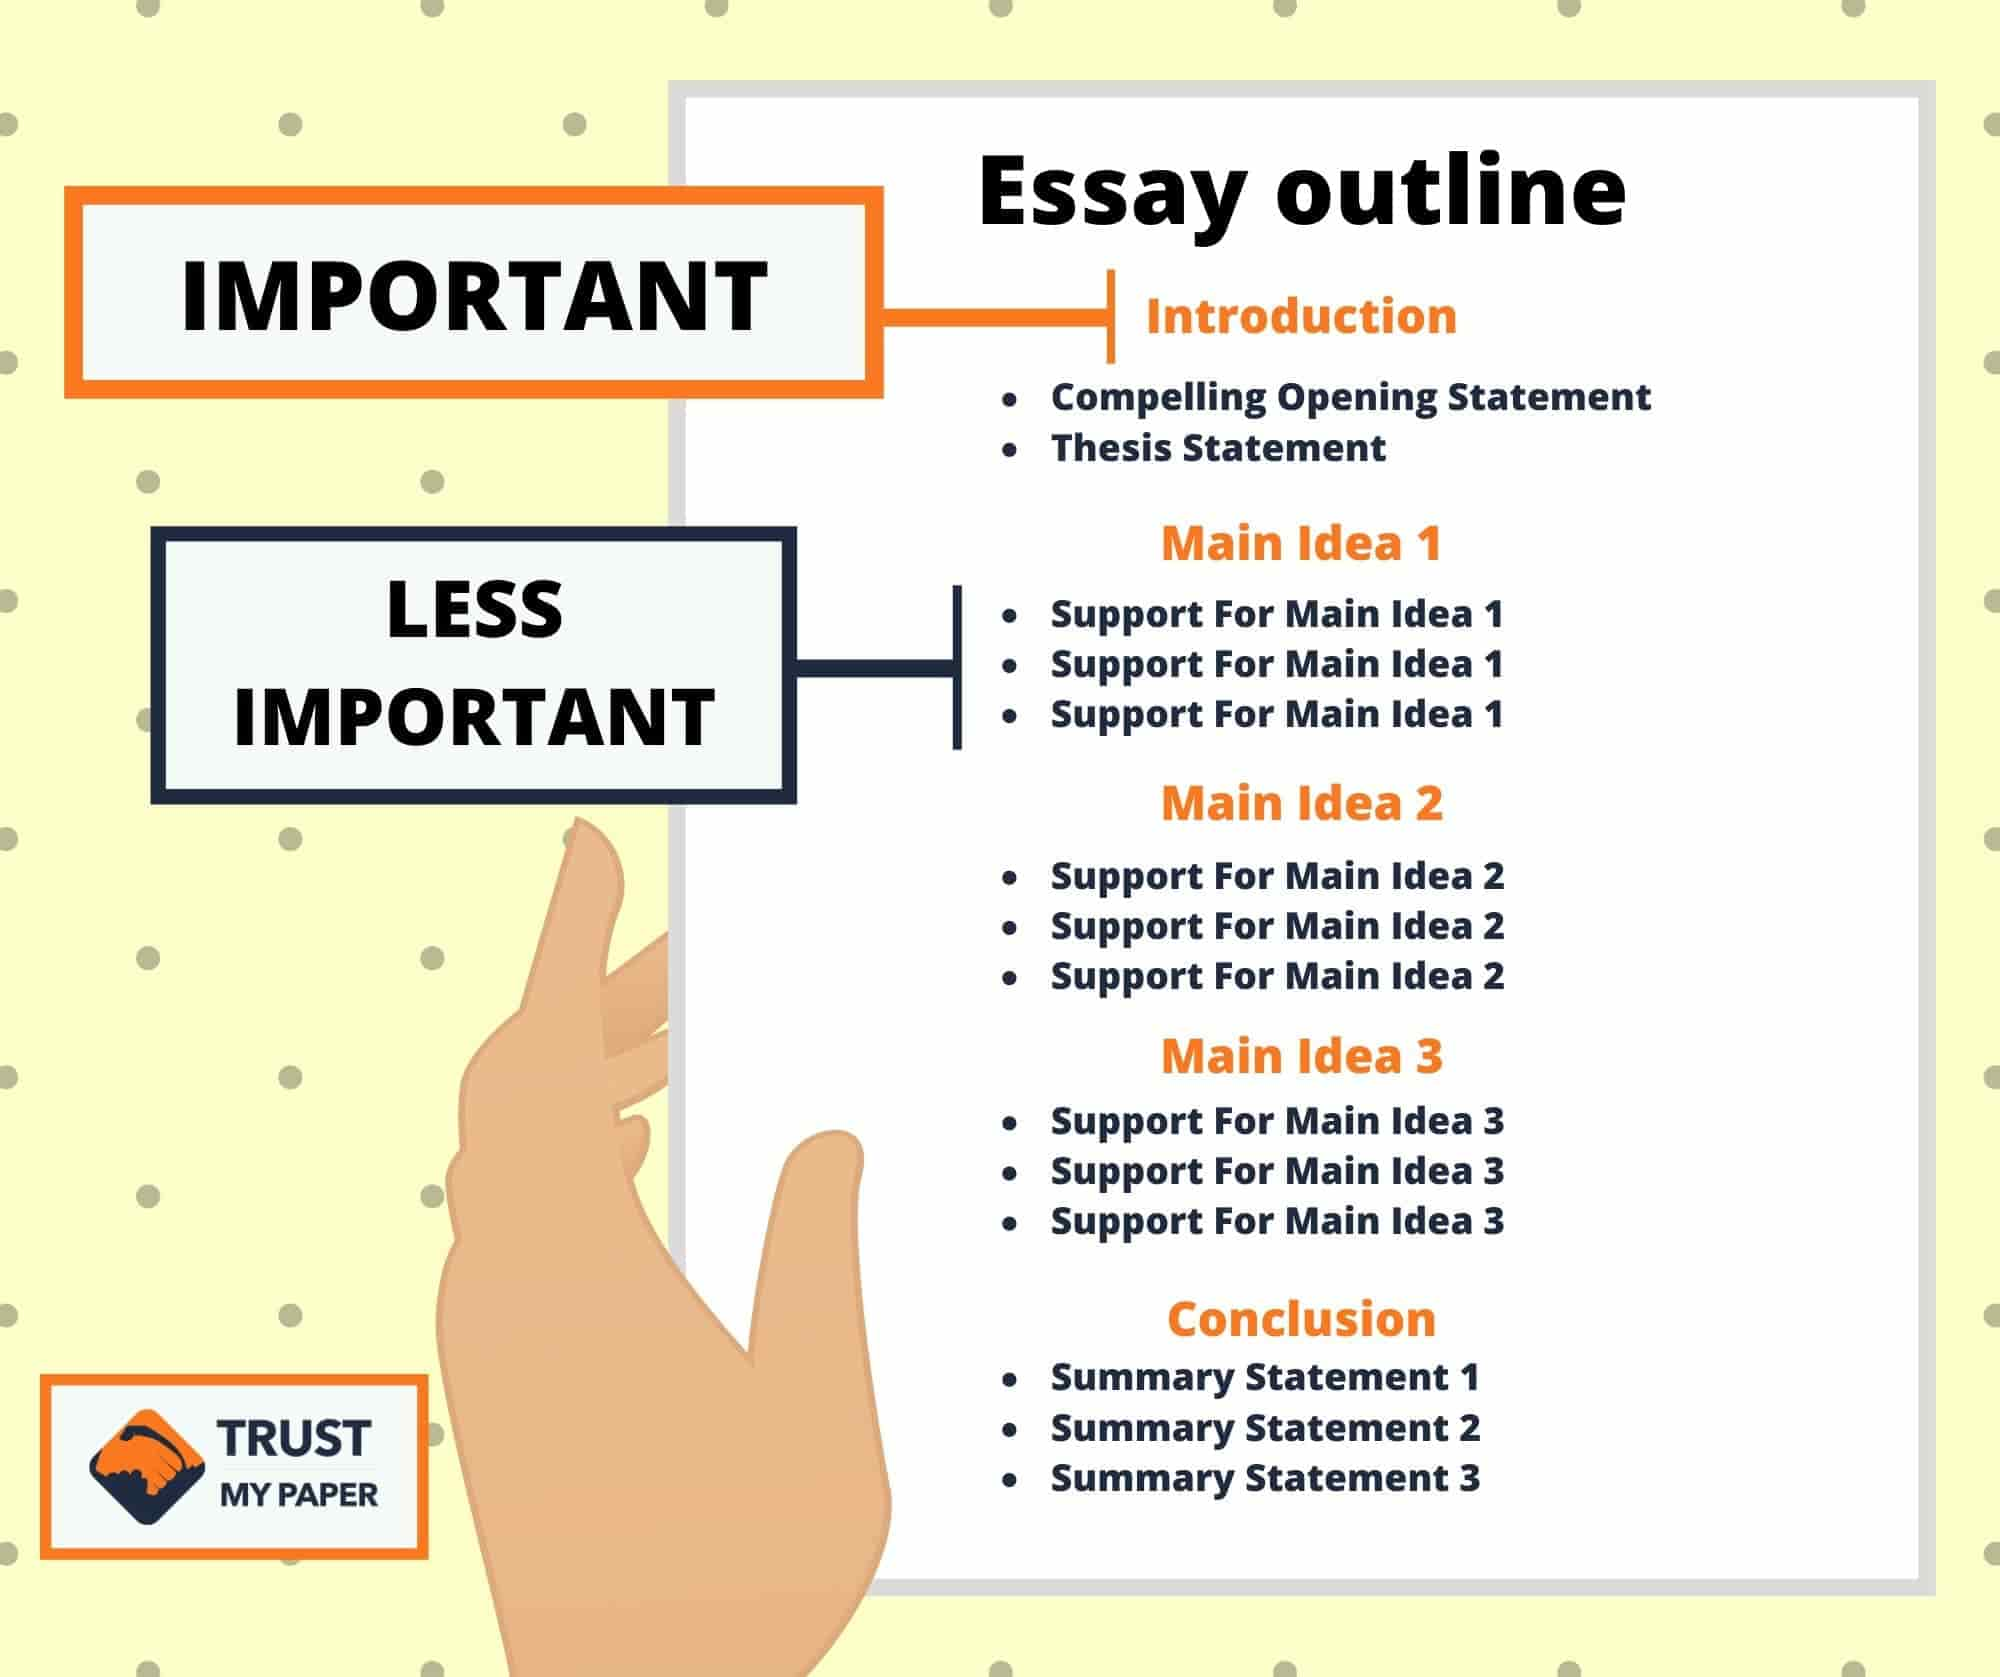 Essay outline
IMPORTANT
Introduction
Compelling Opening Statement
Thesis Statement
LESS
IMPORTANT
Main Idea 1
Support For Main Idea 1
Support For Main Idea 1
Support For Main Idea 1
Main Idea 2
Support For Main Idea 2
Support For Main Idea 2
Support For Main Idea 2
Main Idea 3
Support For Main Idea 3
Support For Main Idea 3
Support For Main Idea 3
Conclusion
Summary Statement 1
Summary Statement 2
Summary Statement 3
TRUST
MY PAPER